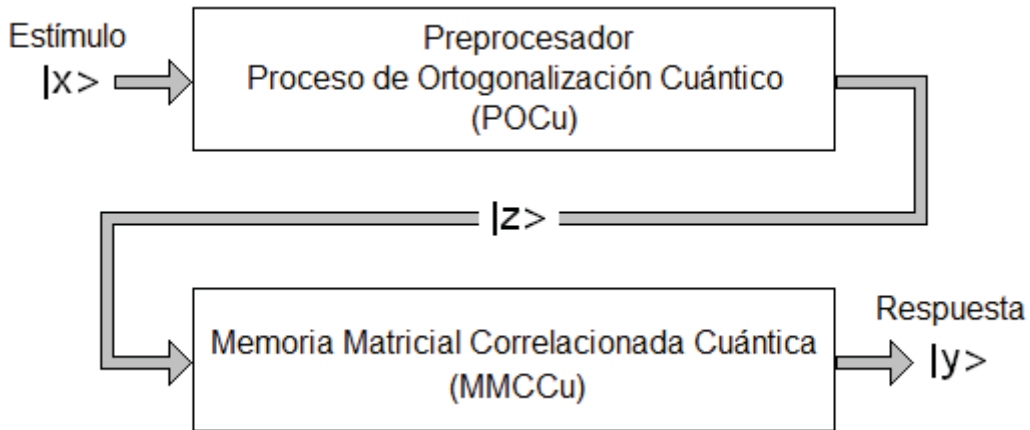 Estímulo
|x>
Preprocesador
Proceso de Ortogonalización Cuántico
(POCu)
|z>
Memoria Matricial Correlacionada Cuántica
(MMCCu)
Respuesta
|y>